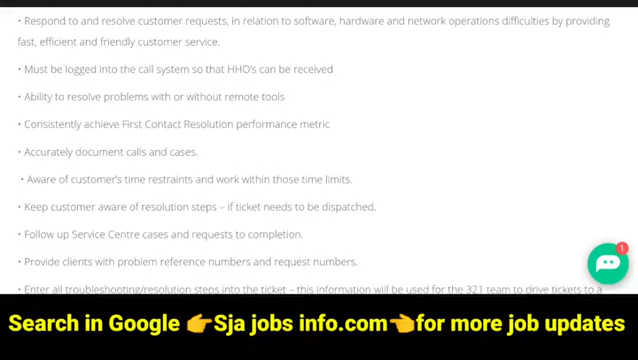 • Respond to and resolve customer requests, in relation to software, hardware and network operations difficulties by providing
fast, efficient and friendly customer service.
• Must be logged into the call system so that HHO's can be received
• Ability to resolve problems with or without remote tools
• Consistently achieve First Contact Resolution performance metric
• Accurately document calls and cases.
• Aware of customer's time restraints and work within those time limits.
• Keep customer aware of resolution steps – if ticket needs to be dispatched.
• Follow up Service Centre cases and requests to completion.
• Provide clients with problem reference numbers and request numbers.
1
• Enter all troubleshooting/resolution steps into the ticket – this information will be used for the 321 team to drive tickets to a
Search in Google 👉Sja jobs info.com👈for more job updates